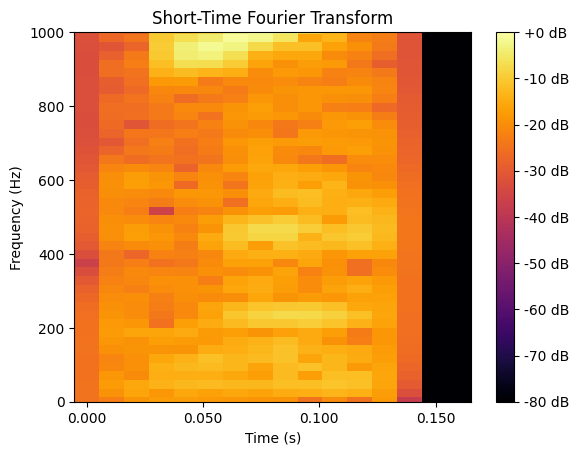 Short-Time Fourier Transform
1000
800
600
400
200
0
Frequency (Hz)
0.000
0.050
0.100
0.150
Time (s)
+0 dB
-10 dB
-20 dB
-30 dB
-40 dB
-50 dB
-60 dB
-70 dB
-80 dB